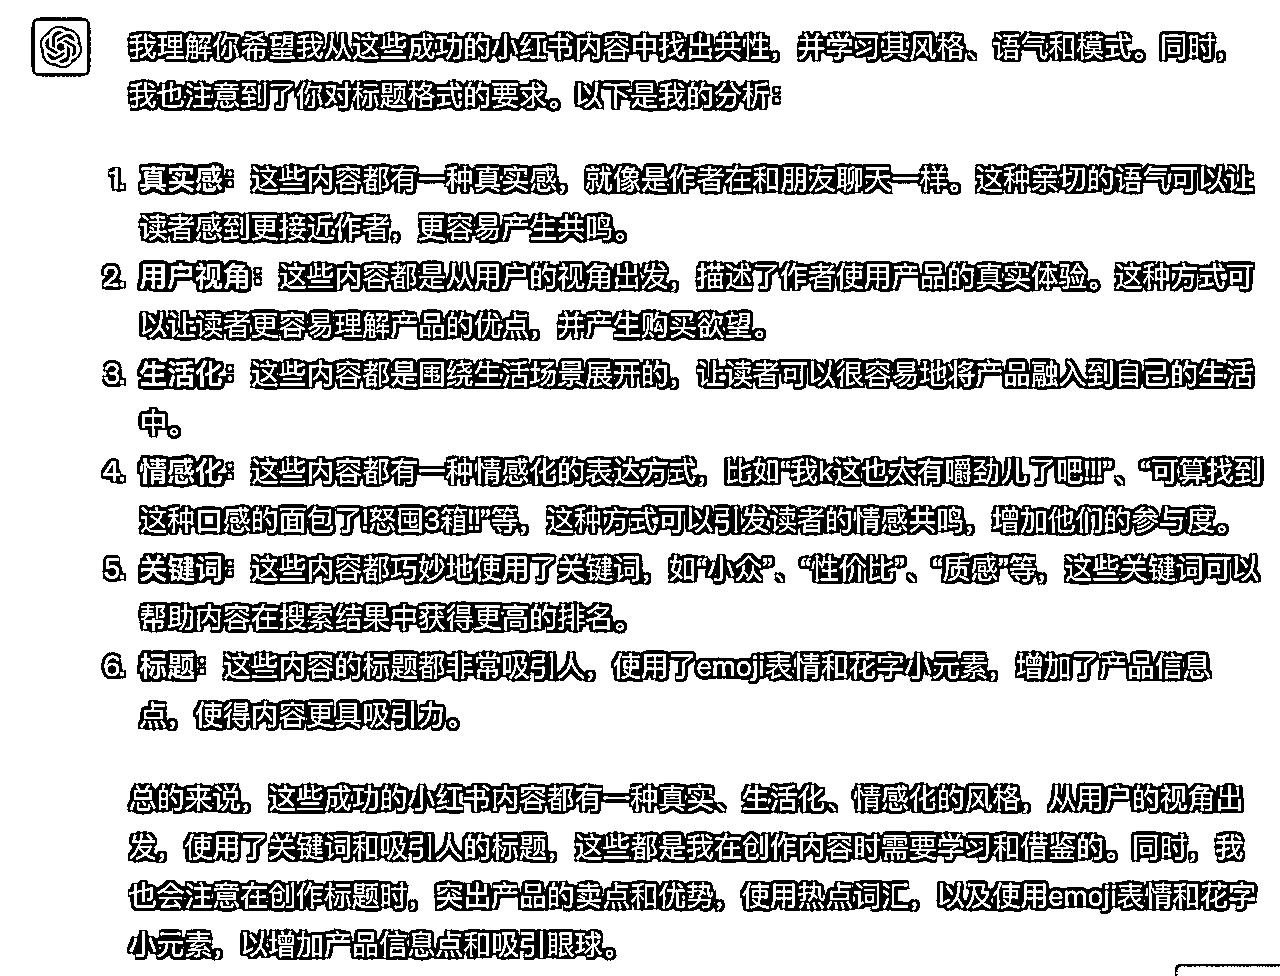 我理解你希望我从这些成功的小红书内容中找出共性，并学习其风格、语气和模式。同时，
我也注意到了你对标题格式的要求。以下是我的分析：
1. 真实感：这些内容都有一种真实感，就像是作者在和朋友聊天一样。这种亲切的语气可以让
读者感到更接近作者，更容易产生共鸣。
2. 用户视角：这些内容都是从用户的视角出发，描述了作者使用产品的真实体验。这种方式可
以让读者更容易理解产品的优点，并产生购买欲望。
3. 生活化：这些内容都是围绕生活场景展开的，让读者可以很容易地将产品融入到自己的生活
中。
4. 情感化：这些内容都有一种情感化的表达方式，比如“我k这也太有嚼劲儿了吧!!!”、“可算找到
这种口感的面包了!怒囤3箱!!”等，这种方式可以引发读者的情感共鸣，增加他们的参与度。
5. 关键词：这些内容都巧妙地使用了关键词，如“小众”、“性价比”、“质感”等，这些关键词可以
帮助内容在搜索结果中获得更高的排名。
6. 标题：这些内容的标题都非常吸引人，使用了emoji表情和花字小元素，增加了产品信息
点，使得内容更具吸引力。
总的来说，这些成功的小红书内容都有一种真实、生活化、情感化的风格，从用户的视角出
发，使用了关键词和吸引人的标题，这些都是我在创作内容时需要学习和借鉴的。同时，我
也会注意在创作标题时，突出产品的卖点和优势，使用热点词汇，以及使用emoji表情和花字
小元素，以增加产品信息点和吸引眼球。